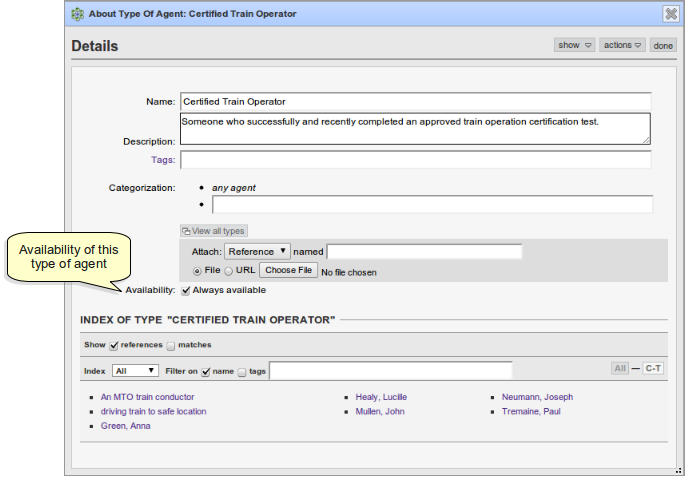 About Type Of Agent: Certified Train Operator
Details
show
actions
done
Name: Certified Train Operator
Someone who successfully and recently completed an approved train operation certification test.
Description:
Tags:
Categorization:
any agent
View all types
Attach: Reference named
File URL Choose File No file chosen
Availability of this
type of agent
Availability: Always available
INDEX OF TYPE "CERTIFIED TRAIN OPERATOR"
Show references matches
Index All Filter on name tags All — C-T
An MTO train conductor Healy, Lucille Neumann, Joseph
driving train to safe location Mullen, John Tremaine, Paul
Green, Anna